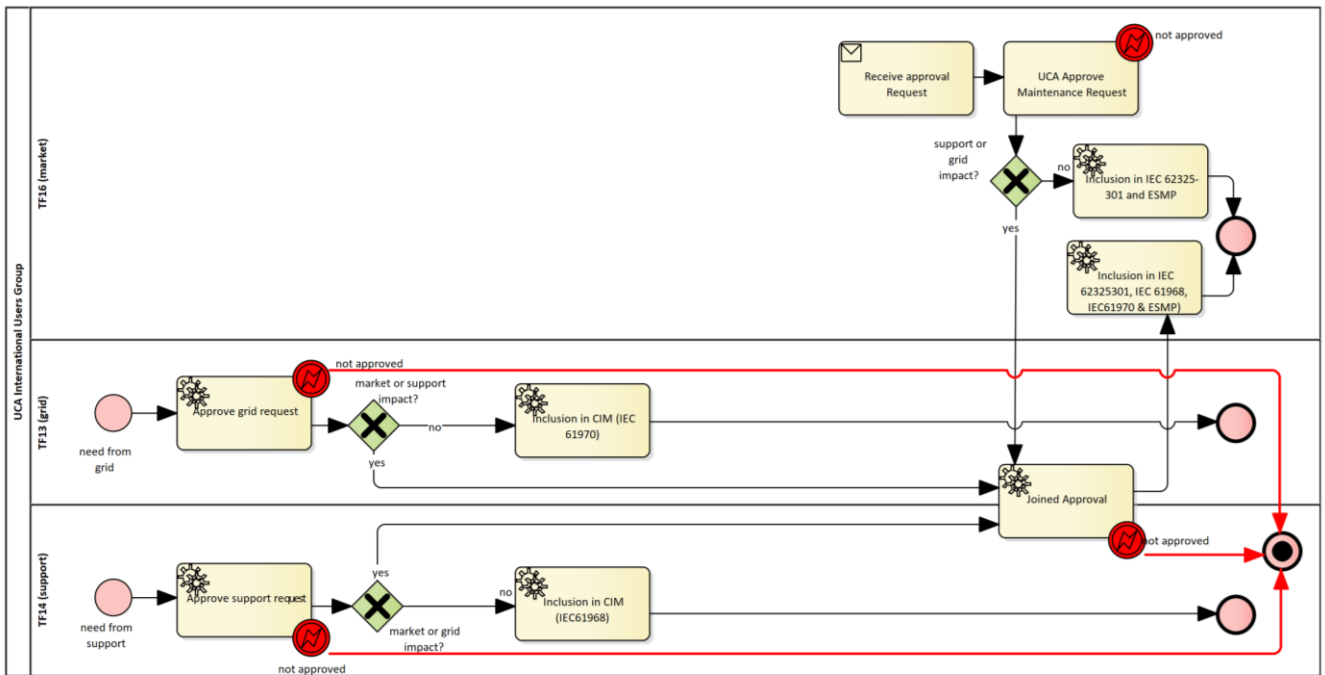 UCA International Users Group
TF16 (market)
Receive approval
Request
UCA Approve
Maintenance Request
not approved
support or
grid
impact?
no
Inclusion in IEC 62325-
301 and ESMP
yes
Inclusion in IEC
62325301, IEC 61968,
IEC61970 & ESMP)
TF13 (grid)
need from
grid
Approve grid request
not approved
market or support
impact?
no
yes
Inclusion in CIM (IEC
61970)
Joined Approval
not approved
TF14 (support)
need from
support
Approve support request
not approved
yes
market or grid
impact?
no
Inclusion in CIM
(IEC61968)